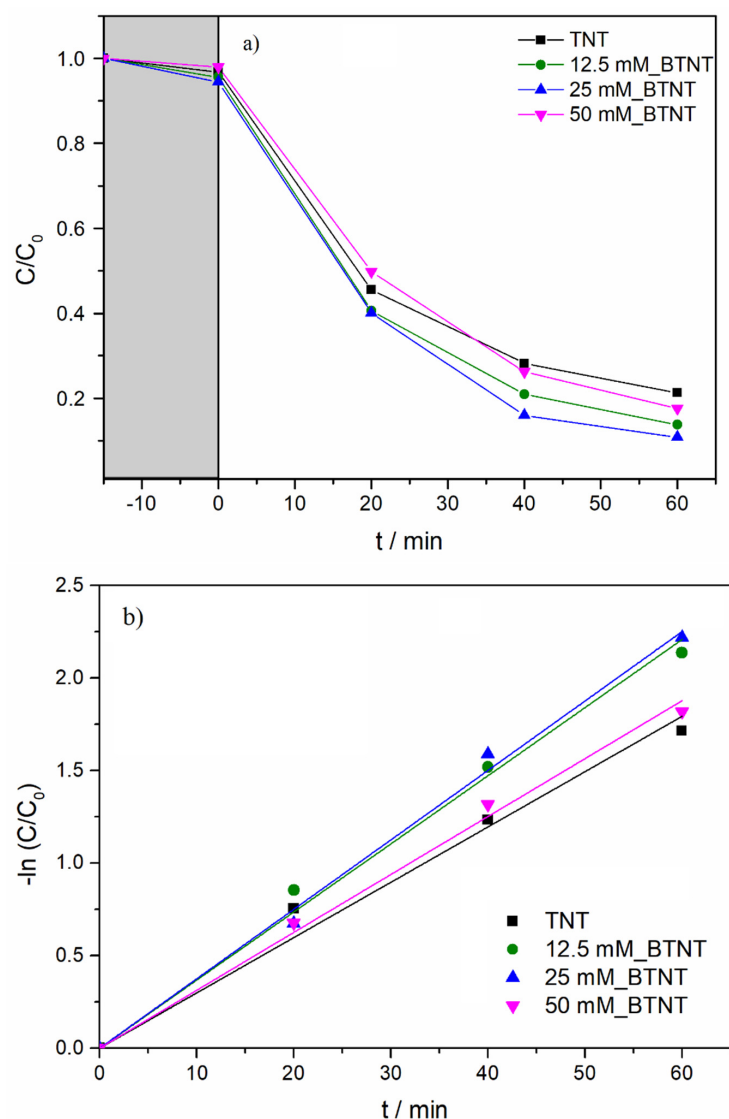 a)
TNT
12.5 mM_BTNT
25 mM_BTNT
50 mM_BTNT
1.0
0.8
0.6
0.4
0.2
C/C0
-10 0 10 20 30 40 50 60
t / min
b)
2.5
2.0
1.5
1.0
0.5
0.0
-ln (C/C0)
TNT
12.5 mM_BTNT
25 mM_BTNT
50 mM_BTNT
0 10 20 30 40 50 60
t / min